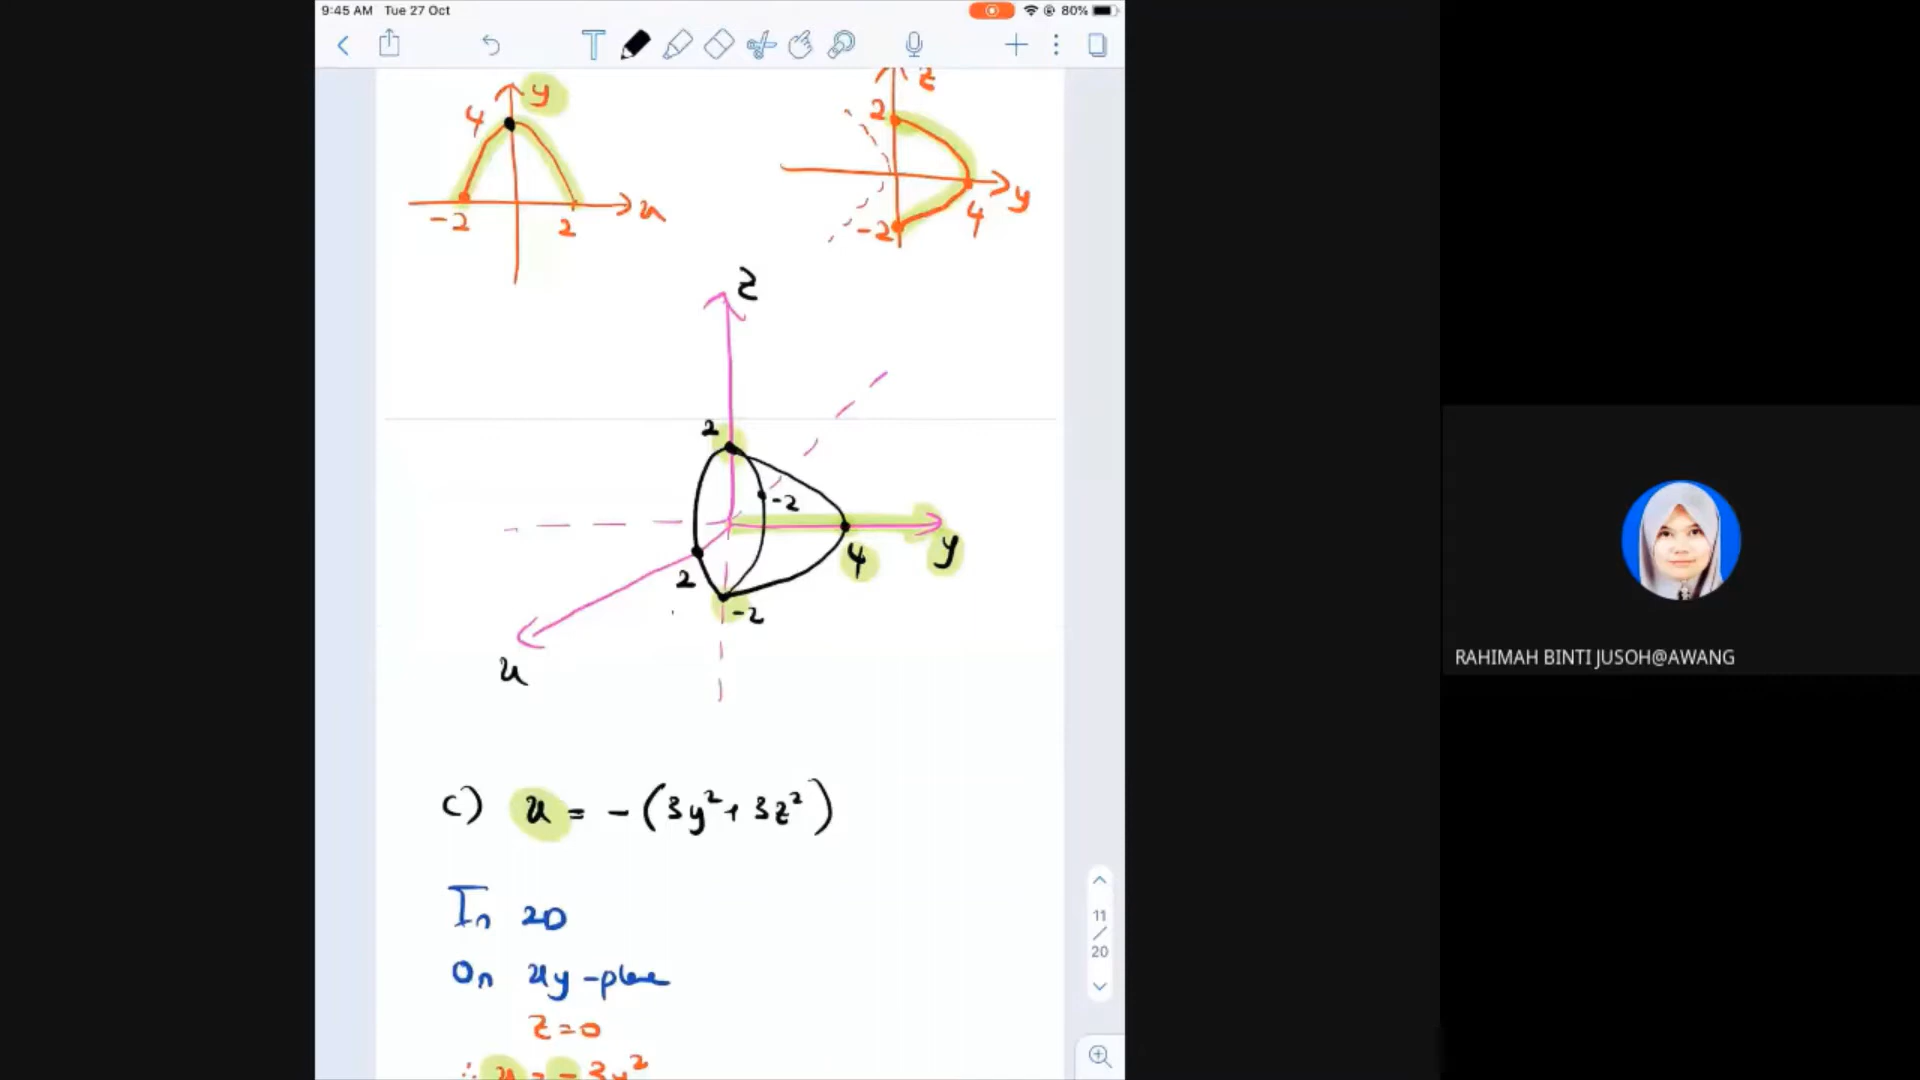 9:45 AM Tue 27 Oct
80%
T
y
4
-2
2
x
z
2
-2
4
y
z
2
-2
4
y
2
-2
x
c) x = -(3y²+3z²)
In 2D
On xy-plane
z=0
∴ x = -3y²
11
/
20
RAHIMAH BINTI JUSOH@AWANG